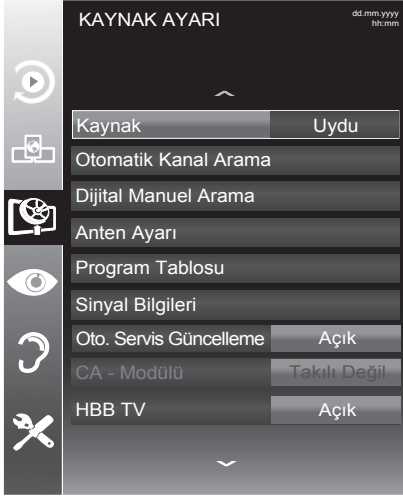 KAYNAK AYARI
dd.mm.yyyy
hh:mm
Kaynak Uydu
Otomatik Kanal Arama
Dijital Manuel Arama
Anten Ayarı
Program Tablosu
Sinyal Bilgileri
Oto. Servis Güncelleme Açık
CA - Modülü Takılı Değil
HBB TV Açık